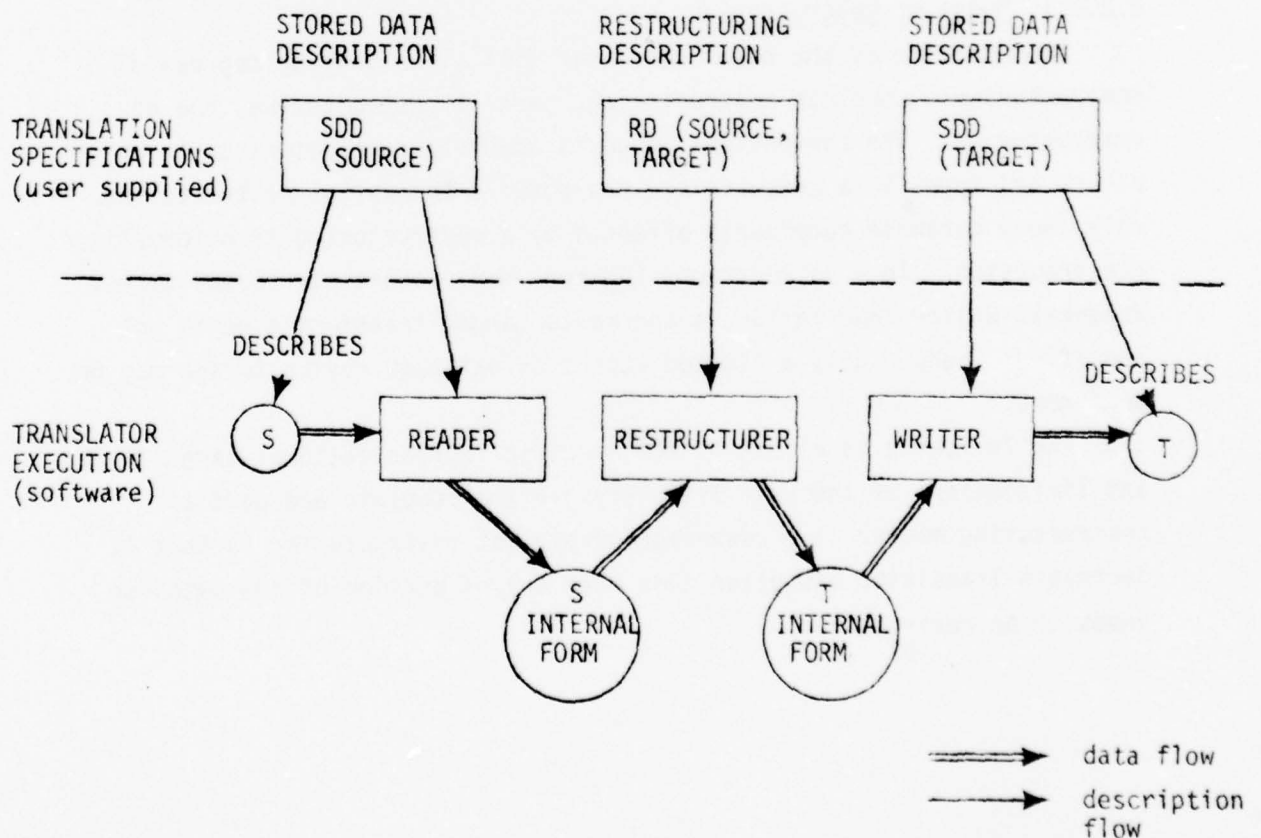 STORED DATA DESCRIPTION
RESTRUCTURING DESCRIPTION
STORED DATA DESCRIPTION
TRANSLATION
SPECIFICATIONS
(user supplied)
SDD
(SOURCE)
RD (SOURCE,
TARGET)
SDD
(TARGET)
DESCRIBES
DESCRIBES
TRANSLATOR
EXECUTION
(software)
S
READER
RESTRUCTURER
WRITER
T
S
INTERNAL
FORM
T
INTERNAL
FORM
data flow
description
flow